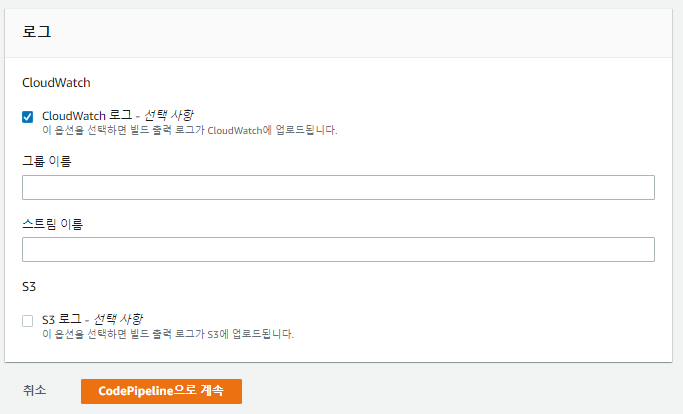 로그
CloudWatch
CloudWatch 로그 - 선택 사항
이 옵션을 선택하면 빌드 출력 로그가 CloudWatch에 업로드됩니다.
그룹 이름
스트림 이름
S3
S3 로그 - 선택 사항
이 옵션을 선택하면 빌드 출력 로그가 S3에 업로드됩니다.
취소
CodePipeline으로 계속